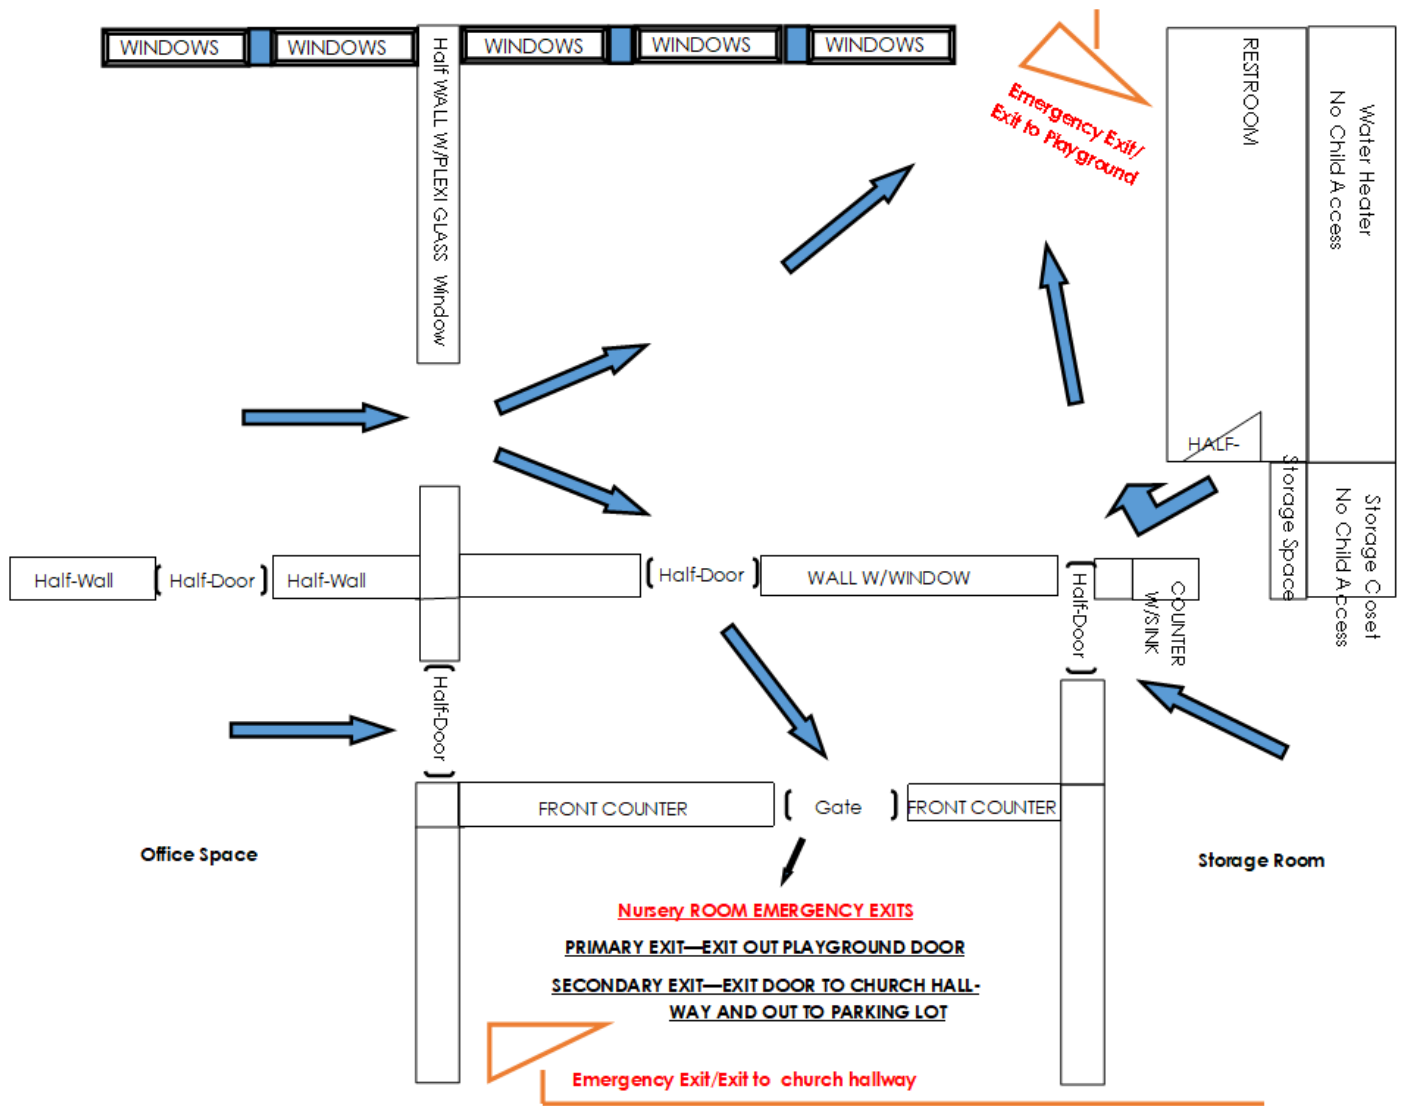 WINDOWS
WINDOWS
WINDOWS
WINDOWS
WINDOWS
Half WALL W/PLEXI GLASS Window
Emergency Exit/
Exit to Playground
RESTROOM
Water Heater
No Child Access
HALF-
Storage Space
Storage Coset
No Child Access
Half-Wall
Half-Door
Half-Wall
Half-Door
WALL W/WINDOW
Half-Door
COUNTER
W/SINK
Half-Door
FRONT COUNTER
Gate
FRONT COUNTER
Office Space
Storage Room
Nursery ROOM EMERGENCY EXITS
PRIMARY EXIT—EXIT OUT PLAYGROUND DOOR
SECONDARY EXIT—EXIT DOOR TO CHURCH HALL-
WAY AND OUT TO PARKING LOT
Emergency Exit/Exit to church hallway